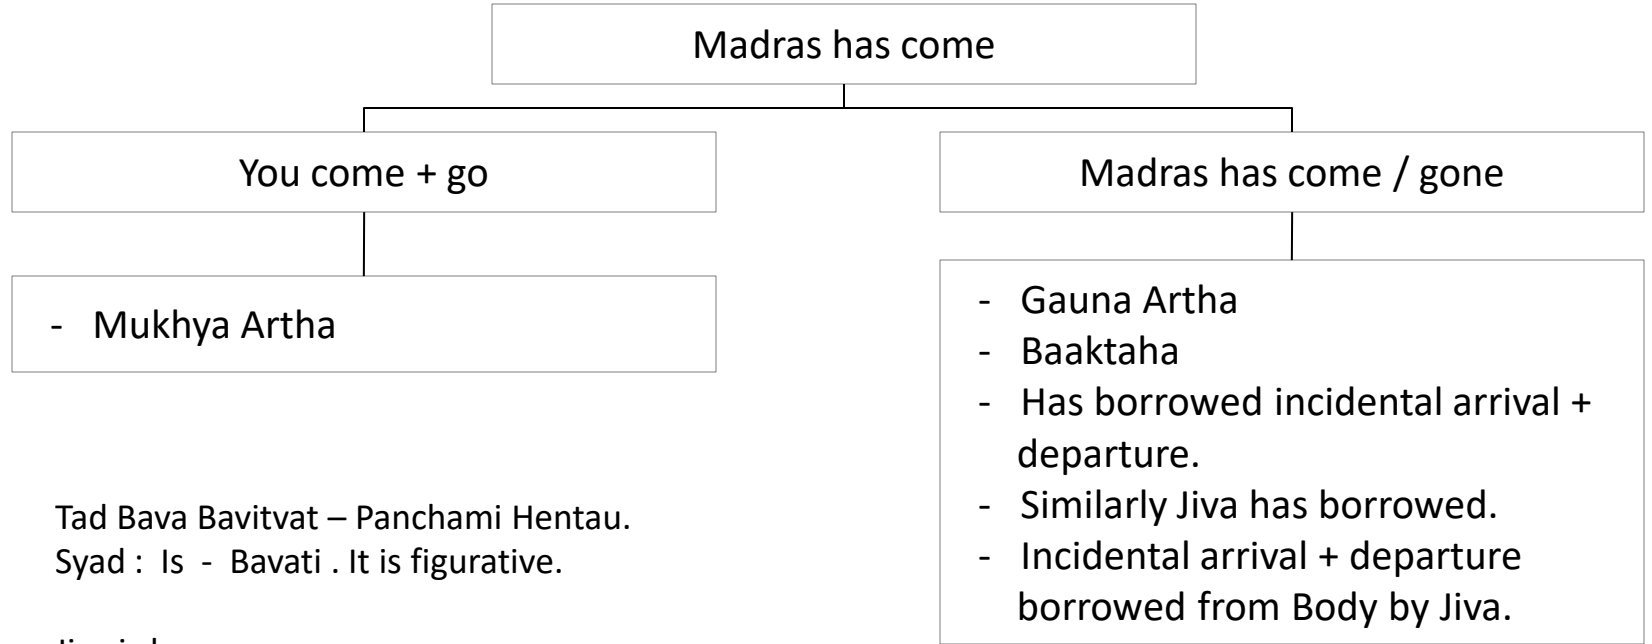 Madras has come
You come + go
Madras has come / gone
- Mukhya Artha
- Gauna Artha
- Baaktaha
- Has borrowed incidental arrival +
departure.
- Similarly Jiva has borrowed.
- Incidental arrival + departure
borrowed from Body by Jiva.
Tad Bava Bavitvat – Panchami Hentau.
Syad : Is - Bavati . It is figurative.